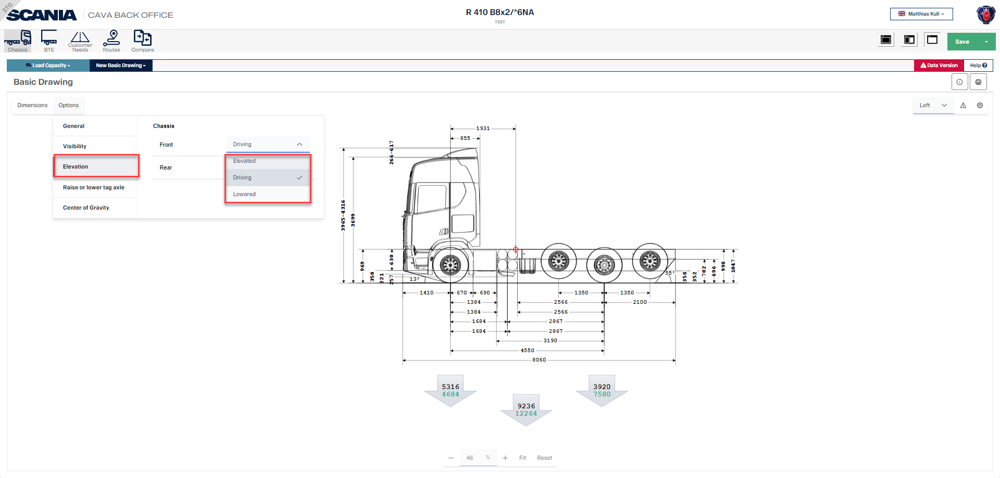 STG
SCANIA
CAVA BACK OFFICE
R 410 B8x2/*6NA
TEST
Matthias Kull
Chassis
BTE
Customer
Needs
Routes
Compare
Save
Load Capacity
New Basic Drawing
Data Version
Help
Basic Drawing
Dimensions
Options
Left
General
Visibility
Elevation
Raise or lower tag axle
Center of Gravity
Chassis
Front
Driving
Rear
Elevated
Driving
Lowered
1931
855
266-617
3965-4316
3699
969
630
350
221
257
13°
55°
358
352
702
696
998
1047
1410
670
690
1350
1350
1384
2566
2100
1384
2566
1684
2867
1684
2867
3190
4550
8060
5316
4684
9236
12264
3920
7580
46
%
Fit
Reset